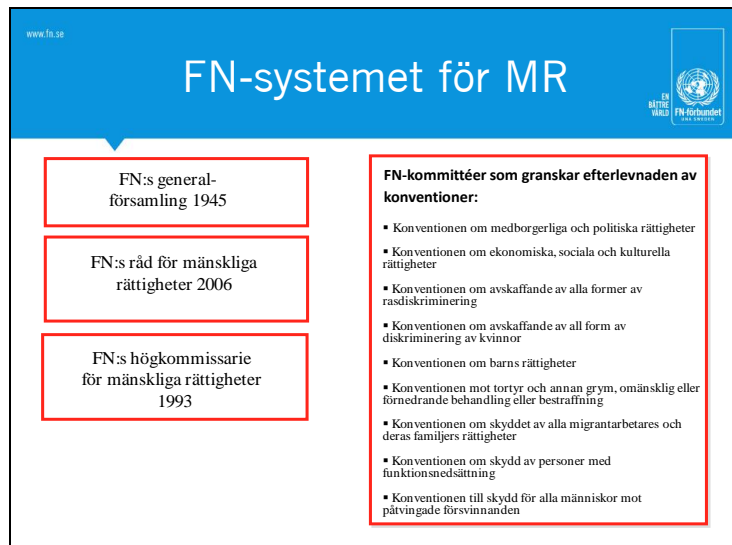 www.fn.se
FN-systemet för MR
EN
BÄTTRE
VÄRLD
FN-förbundet
UNA SWEDEN
FN:s general-
församling 1945
FN:s råd för mänskliga
rättigheter 2006
FN:s högkommissarie
för mänskliga rättigheter
1993
FN-kommittéer som granskar efterlevnaden av
konventioner:
▪ Konventionen om medborgerliga och politiska rättigheter
▪ Konventionen om ekonomiska, sociala och kulturella
rättigheter
▪ Konventionen om avskaffande av alla former av
rasdiskriminering
▪ Konventionen om avskaffande av all form av
diskriminering av kvinnor
▪ Konventionen om barns rättigheter
▪ Konventionen mot tortyr och annan grym, omänsklig eller
förnedrande behandling eller bestraffning
▪ Konventionen om skyddet av alla migrantarbetares och
deras familjers rättigheter
▪ Konventionen om skydd av personer med
funktionsnedsättning
▪ Konventionen till skydd för alla människor mot
påtvingade försvinnanden